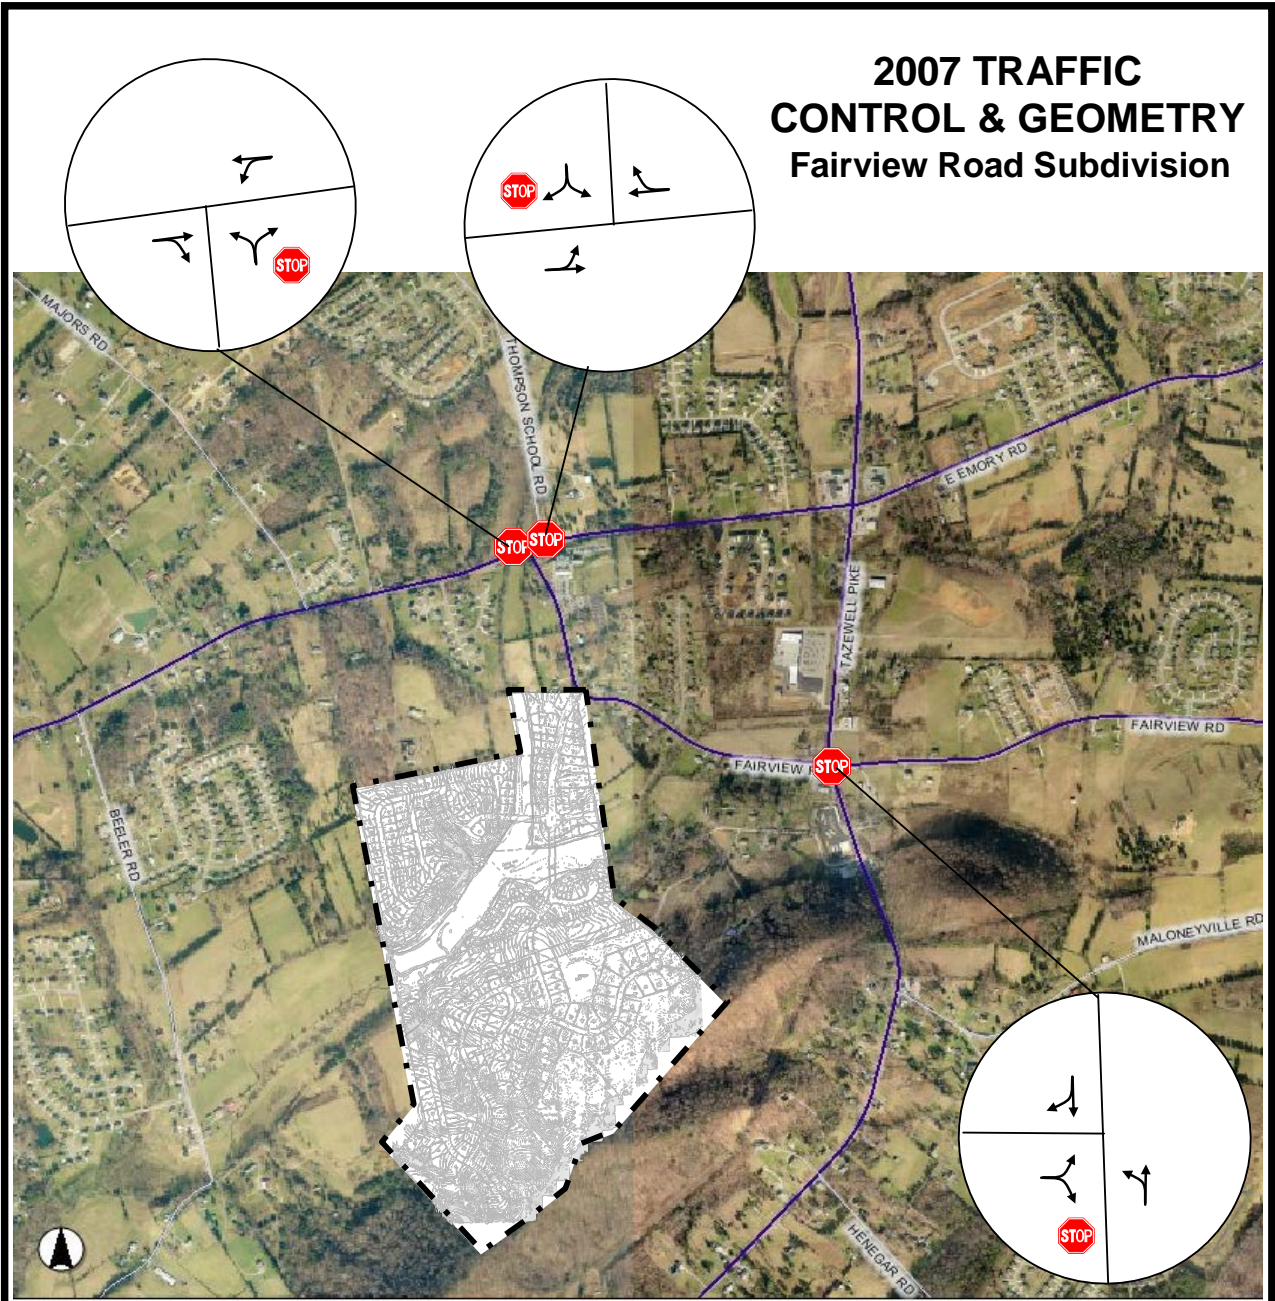 2007 TRAFFIC
CONTROL & GEOMETRY
Fairview Road Subdivision
STOP
STOP
MAJORS RD
THOMPSON SCHOOL RD
E EMORY RD
STOP
STOP
TAZEWELL PIKE
FAIRVIEW RD
FAIRVIEW
STOP
BEELER RD
MALONEYVILLE RD
STOP
HENEGAR RD